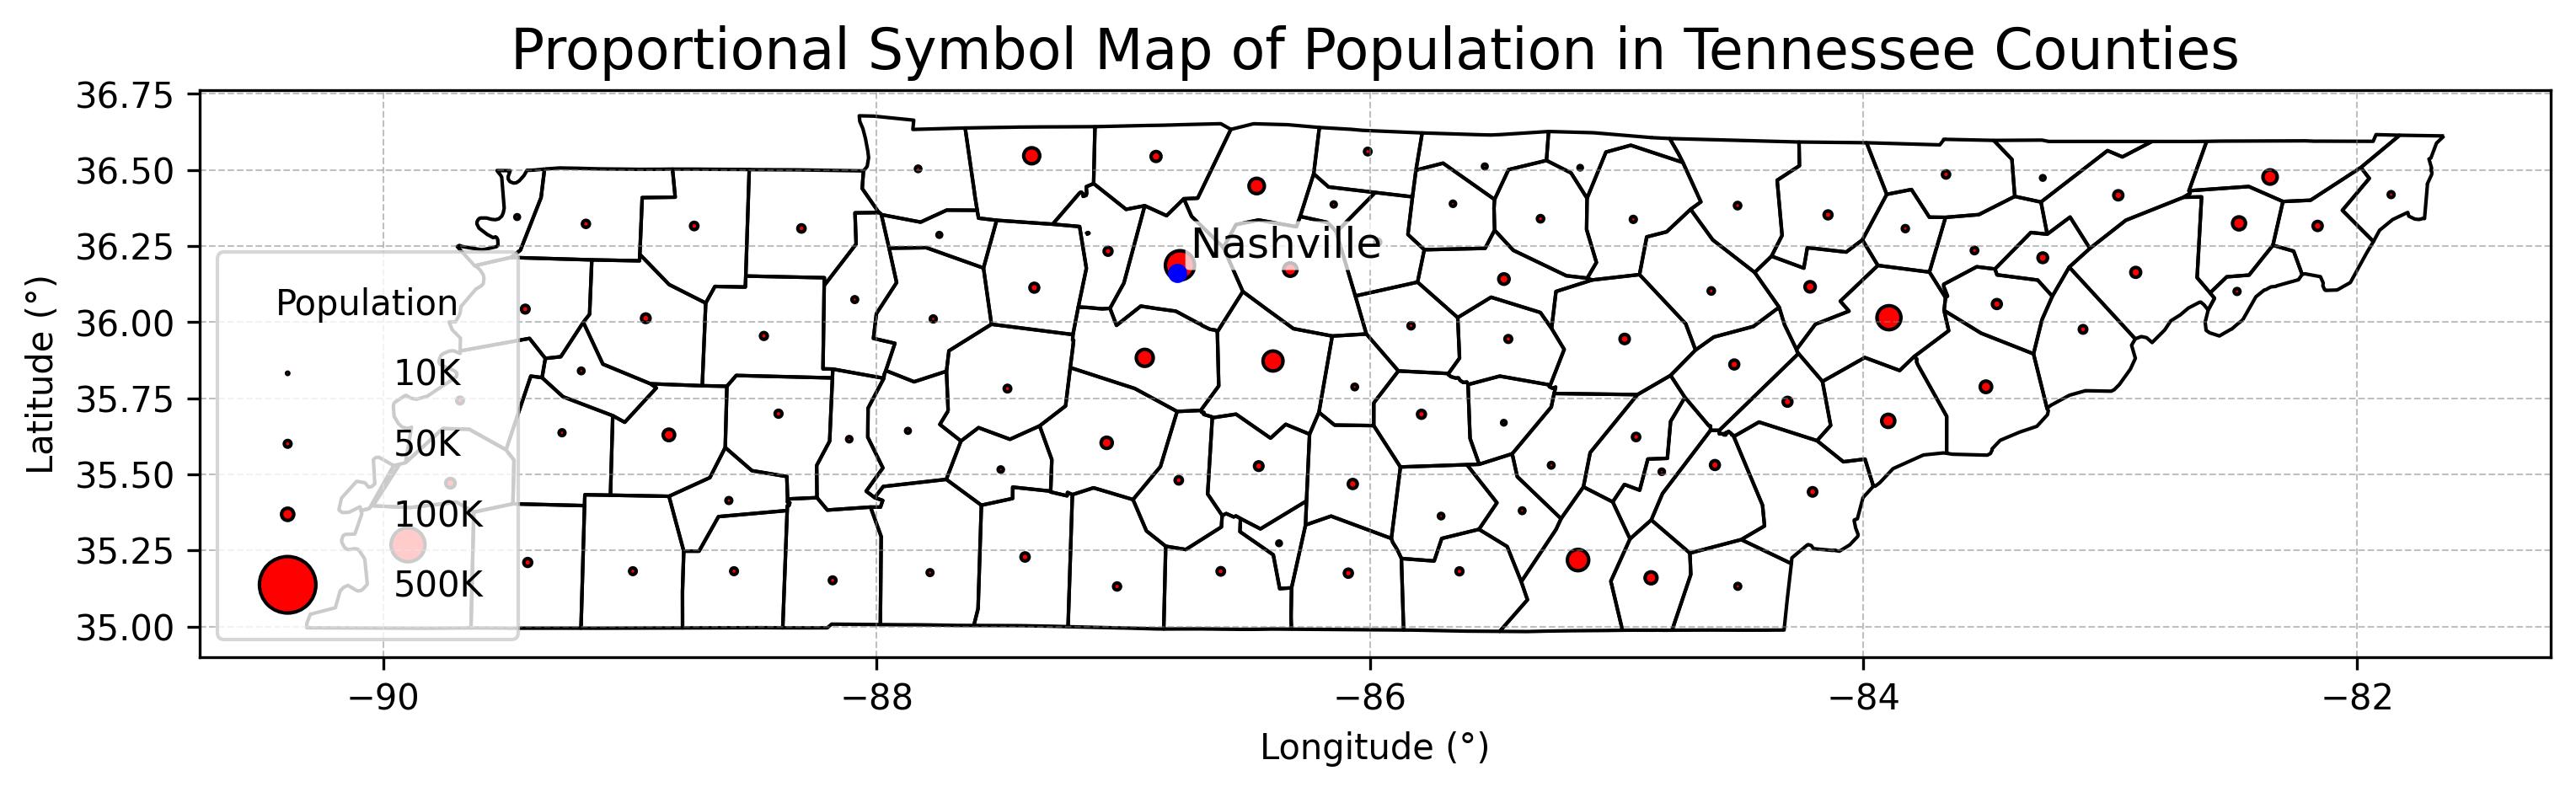 Proportional Symbol Map of Population in Tennessee Counties
36.75
36.50
36.25
36.00
35.75
35.50
35.25
35.00
Latitude (°)
Nashville
Population
10K
50K
100K
500K
−90
−88
−86
−84
−82
Longitude (°)